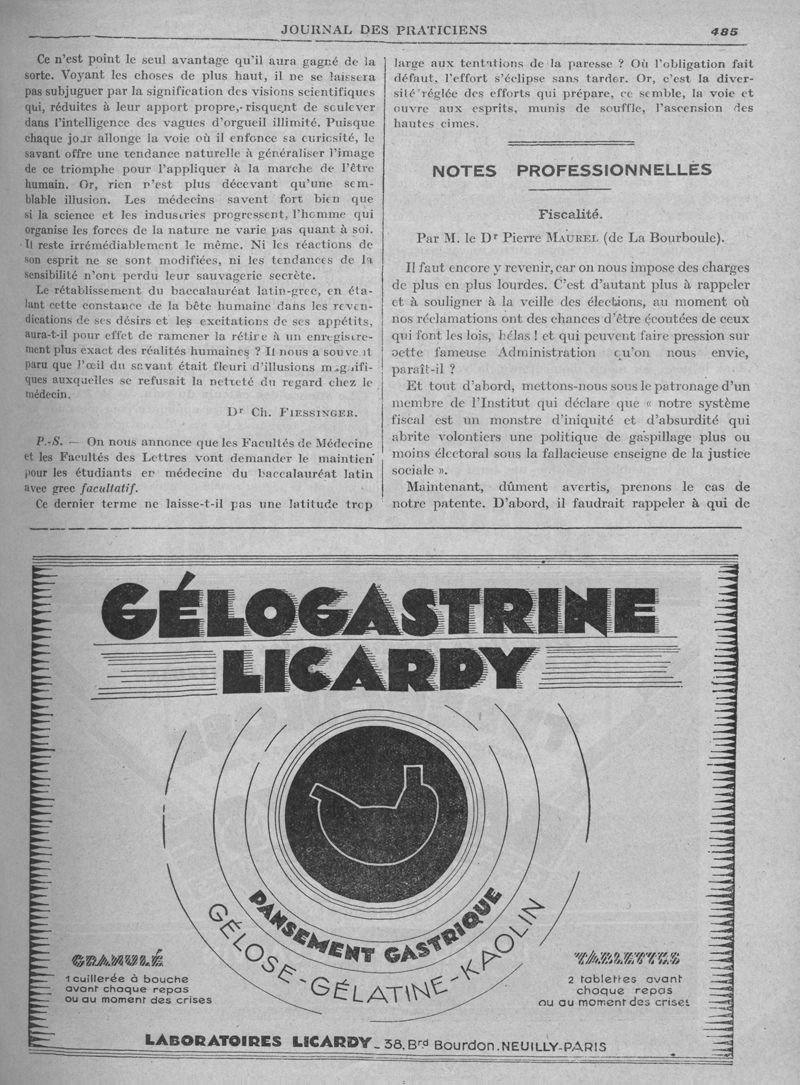 JOURNAL DES PRATICIENS
485
Ce n'est point le seul avantage qu'il aura gagné de la
sorte. Voyant les choses de plus haut, il ne se laissera
pas subjuguer par la signification des visions scientifiques
qui, réduites à leur apport propre, risquent de soulever
dans l'intelligence des vagues d'orgueil illimité. Puisque
chaque jour allonge la voie où il enfonce sa curiosité, le
savant offre une tendance naturelle à généraliser l'image
de ce triomphe pour l'appliquer à la marche de l'être
humain. Or, rien n'est plus décevant qu'une sem-
blable illusion. Les médecins savent fort bien que
si la science et les industries progressent, l'homme qui
organise les forces de la nature ne varie pas quant à soi.
Il reste irrémédiablement le même. Ni les réactions de
son esprit ne se sont modifiées, ni les tendances de la
sensibilité n'ont perdu leur sauvagerie secrète.
Le rétablissement du baccalauréat latin-grec, en éta-
lant cette constance de la bête humaine dans les reven-
dications de ses désirs et les excitations de ses appétits,
aura-t-il pour effet de ramener la rétine à un enregistre-
ment plus exact des réalités humaines ? Il nous a souvent
paru que l'œil du savant était fleuri d'illusions magnifi-
ques auxquelles se refusait la netteté du regard chez le
médecin.
Dr Ch. FIESSINGER.
P.-S. — On nous annonce que les Facultés de Médecine
et les Facultés des Lettres vont demander le maintien
pour les étudiants en médecine du baccalauréat latin
avec grec facultatif.
Ce dernier terme ne laisse-t-il pas une latitude trop
large aux tentations de la paresse ? Où l'obligation fait
défaut, l'effort s'éclipse sans tarder. Or, c'est la diver-
sité réglée des efforts qui prépare, ce semble, la voie et
ouvre aux esprits, munis de souffle, l'ascension des
hautes cimes.
NOTES PROFESSIONNELLES
Fiscalité.
Par M. le Dr Pierre MAUREL (de La Bourboule).
Il faut encore y revenir, car on nous impose des charges
de plus en plus lourdes. C'est d'autant plus à rappeler
et à souligner à la veille des élections, au moment où
nos réclamations ont des chances d'être écoutées de ceux
qui font les lois, hélas ! et qui peuvent faire pression sur
cette fameuse Administration qu'on nous envie,
paraît-il ?
Et tout d'abord, mettons-nous sous le patronage d'un
membre de l'Institut qui déclare que « notre système
fiscal est un monstre d'iniquité et d'absurdité qui
abrite volontiers une politique de gaspillage plus ou
moins électoral sous la fallacieuse enseigne de la justice
sociale ».
Maintenant, dûment avertis, prenons le cas de
notre patente. D'abord, il faudrait rappeler à qui de
GÉLOGASTRINE
LICARDY
PANSEMENT GASTRIQUE
GÉLOSE-GÉLATINE-KAOLIN
GRANULÉ
1 cuillerée à bouche
avant chaque repas
ou au moment des crises
TABLETTES
2 tablettes avant
chaque repas
ou au moment des crises
LABORATOIRES LICARDY_38, Brd Bourdon. NEUILLY-PARIS